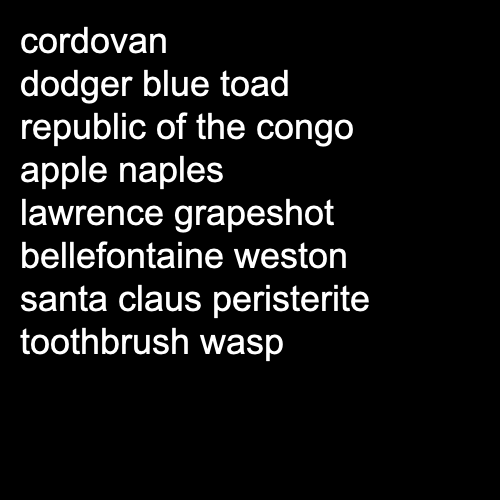 cordovan
dodger blue toad
republic of the congo
apple naples
lawrence grapeshot
bellefontaine weston
santa claus peristerite
toothbrush wasp